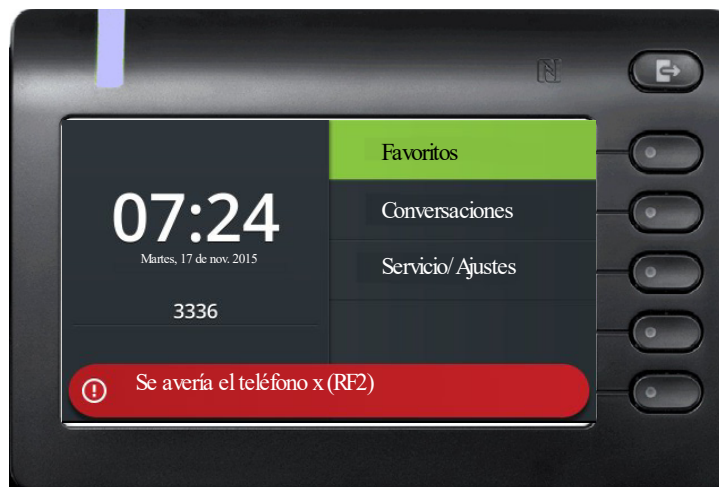 07:24
Martes, 17 de nov. 2015
3336
Favoritos
Conversaciones
Servicio/ Ajustes
Se avería el teléfono x (RF2)